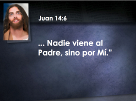 Juan 14:6
... Nadie viene al
Padre, sino por Mí."